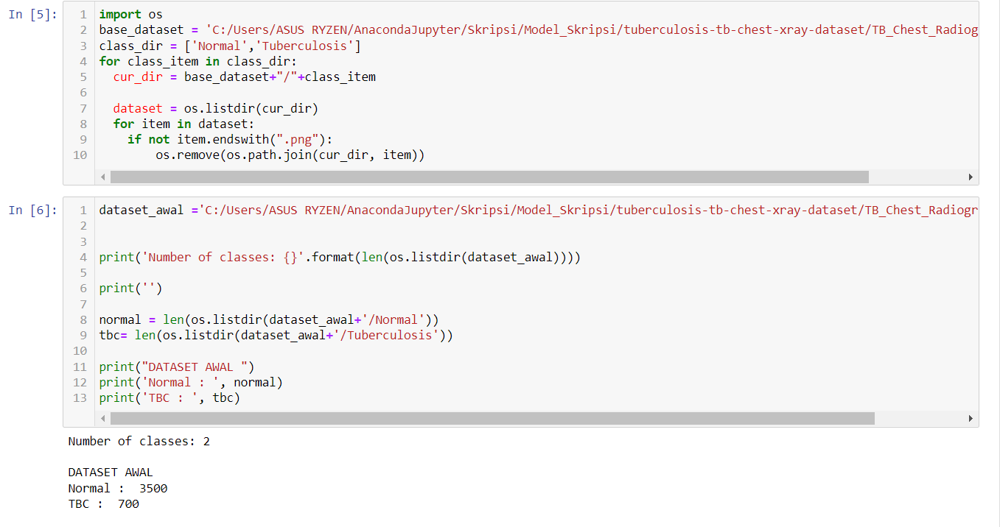 In [5]:
1 import os
2 base_dataset = 'C:/Users/ASUS RYZEN/AnacondaJupyter/Skripsi/Model_Skripsi/tuberculosis-tb-chest-xray-dataset/TB_Chest_Radiog
3 class_dir = ['Normal','Tuberculosis']
4 for class_item in class_dir:
5   cur_dir = base_dataset+"/"+class_item
6
7   dataset = os.listdir(cur_dir)
8   for item in dataset:
9     if not item.endswith(".png"):
10         os.remove(os.path.join(cur_dir, item))
In [6]:
1 dataset_awal ='C:/Users/ASUS RYZEN/AnacondaJupyter/Skripsi/Model_Skripsi/tuberculosis-tb-chest-xray-dataset/TB_Chest_Radiogr
2
3
4 print('Number of classes: {}'.format(len(os.listdir(dataset_awal))))
5
6 print('')
7
8 normal = len(os.listdir(dataset_awal+'/Normal'))
9 tbc= len(os.listdir(dataset_awal+'/Tuberculosis'))
10
11 print("DATASET AWAL ")
12 print('Normal : ', normal)
13 print('TBC : ', tbc)
Number of classes: 2
DATASET AWAL
Normal :  3500
TBC :  700